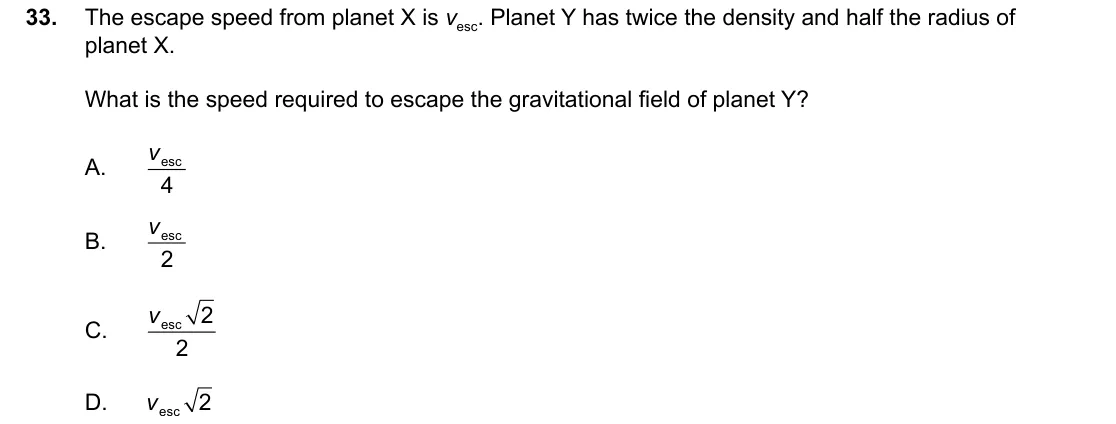 33. The escape speed from planet X is vesc. Planet Y has twice the density and half the radius of
planet X.
What is the speed required to escape the gravitational field of planet Y?
A. vesc/4
B. vesc/2
C. vesc√2/2
D. vesc√2